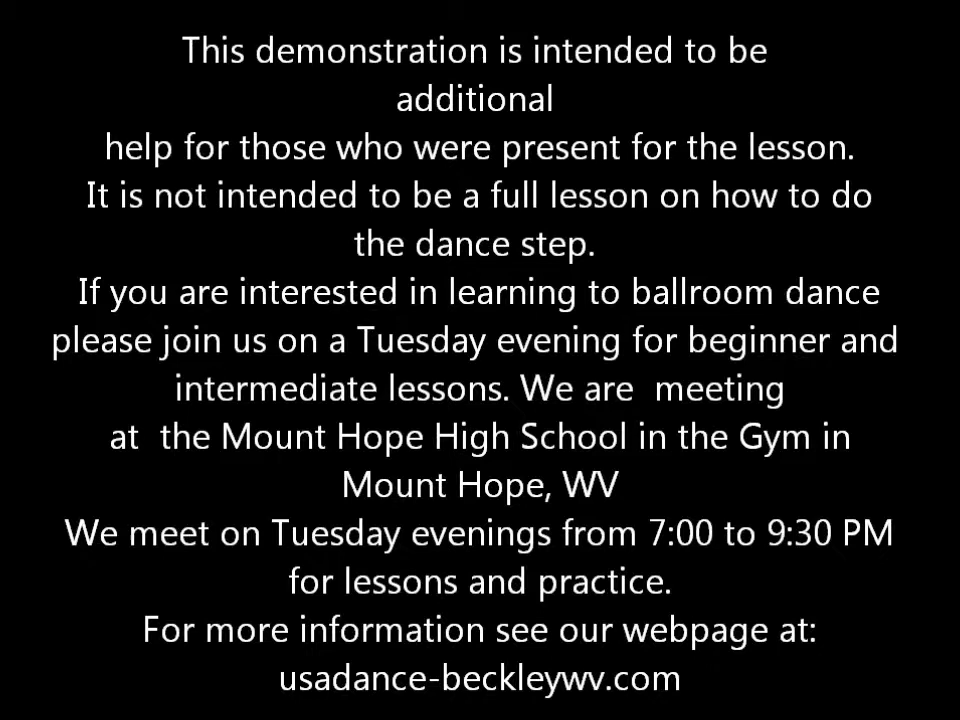 This demonstration is intended to be
additional
help for those who were present for the lesson.
It is not intended to be a full lesson on how to do
the dance step.
If you are interested in learning to ballroom dance
please join us on a Tuesday evening for beginner and
intermediate lessons. We are  meeting
at  the Mount Hope High School in the Gym in
Mount Hope, WV
We meet on Tuesday evenings from 7:00 to 9:30 PM
for lessons and practice.
For more information see our webpage at:
usadance-beckleywv.com